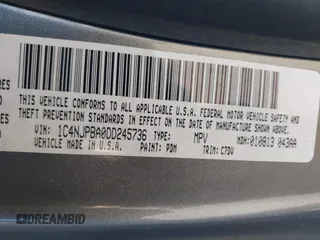 THIS VEHICLE CONFORMS TO ALL APPLICABLE U.S.A. FEDERAL MOTOR VEHICLE SAFETY AND
THEFT PREVENTION STANDARDS IN EFFECT ON THE DATE OF MANUFACTURE SHOWN ABOVE.
VIN: 1C4NJPBA0DD245736 TYPE: MPV MDH: 010813 043AA
MADE IN U.S.A. PAINT: PDM TRIM: C7DV
DREAMBID